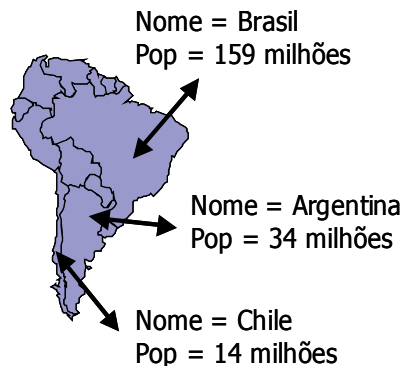 Nome = Brasil
Pop = 159 milhões
Nome = Argentina
Pop = 34 milhões
Nome = Chile
Pop = 14 milhões